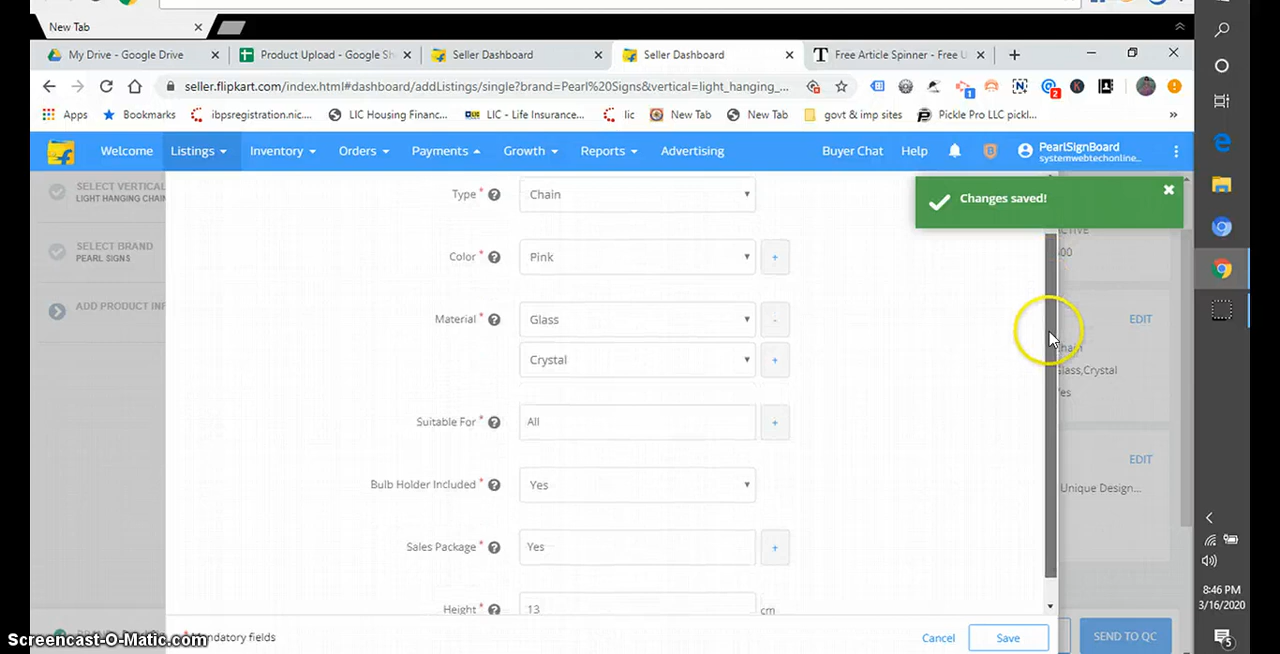 New Tab
My Drive - Google Drive
Product Upload - Google She
Seller Dashboard
Seller Dashboard
Free Article Spinner - Free U
seller.flipkart.com/index.html#dashboard/addListings/single?brand=Pearl%20Signs&vertical=light_hanging_...
1
2
Apps
Bookmarks
ibpsregistration.nic....
LIC Housing Financ...
LIC - Life Insurance...
lic
New Tab
New Tab
govt & imp sites
Pickle Pro LLC pickl...
»
Welcome
Listings
Inventory
Orders
Payments
Growth
Reports
Advertising
Buyer Chat
Help
PearlSignBoard
systemwebtechonline...
SELECT VERTICAL
LIGHT HANGING CHAIN
SELECT BRAND
PEARL SIGNS
ADD PRODUCT INF
Changes saved!
Type * ? Chain
Color * ? Pink +
Material * ? Glass -
Crystal +
Suitable For * ? All +
Bulb Holder Included * ? Yes
Sales Package * ? Yes +
Height * ? 13 cm
EDIT
Glass,Crystal
EDIT
Unique Design...
Mandatory fields
Cancel
Save
SEND TO QC
8:46 PM
3/16/2020
5
Screencast-O-Matic.com